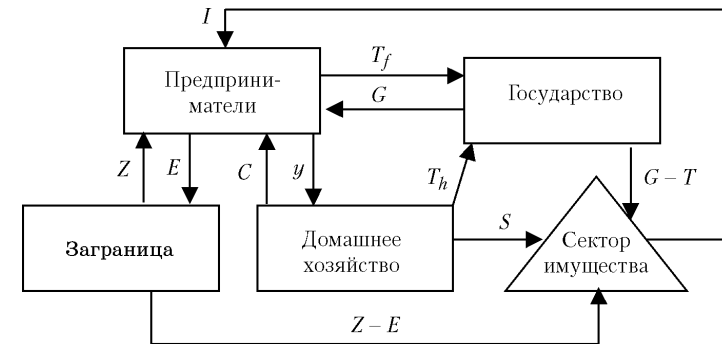 I
Предприни-
матели
T_f
G
Государство
Z
E
C
y
T_h
G – T
Заграница
Домашнее
хозяйство
S
Сектор
имущества
Z – E